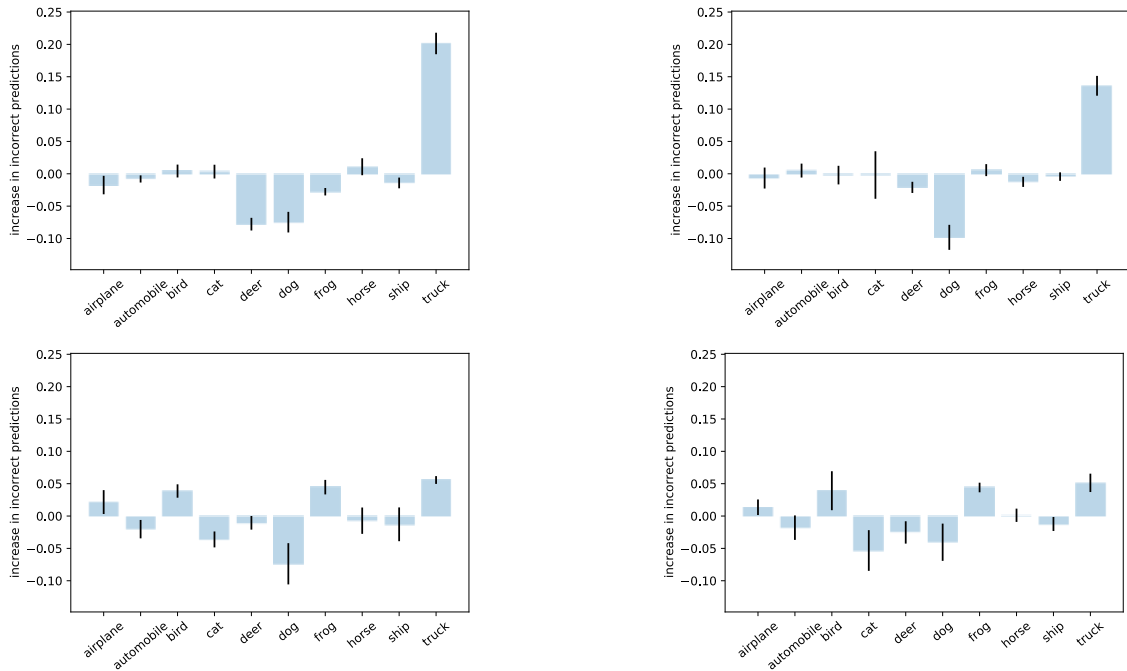 increase in incorrect predictions
0.25
0.20
0.15
0.10
0.05
0.00
−0.05
−0.10
airplane
automobile
bird
cat
deer
dog
frog
horse
ship
truck
increase in incorrect predictions
0.25
0.20
0.15
0.10
0.05
0.00
−0.05
−0.10
airplane
automobile
bird
cat
deer
dog
frog
horse
ship
truck
increase in incorrect predictions
0.25
0.20
0.15
0.10
0.05
0.00
−0.05
−0.10
airplane
automobile
bird
cat
deer
dog
frog
horse
ship
truck
increase in incorrect predictions
0.25
0.20
0.15
0.10
0.05
0.00
−0.05
−0.10
airplane
automobile
bird
cat
deer
dog
frog
horse
ship
truck